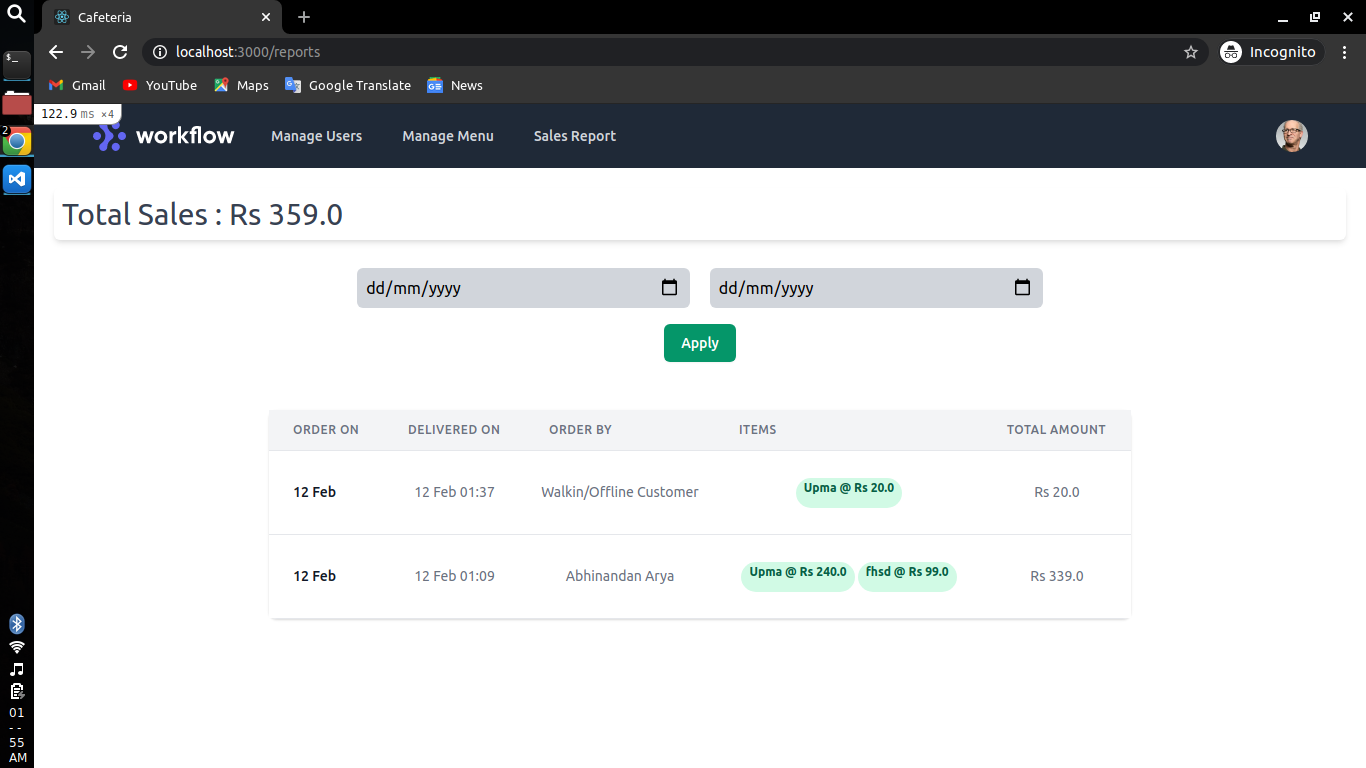 Cafeteria
localhost:3000/reports
Incognito
Gmail YouTube Maps Google Translate News
122.9 ms ×4
workflow Manage Users Manage Menu Sales Report
Total Sales : Rs 359.0
dd/mm/yyyy dd/mm/yyyy
Apply
ORDER ON DELIVERED ON ORDER BY ITEMS TOTAL AMOUNT
12 Feb 12 Feb 01:37 Walkin/Offline Customer Upma @ Rs 20.0 Rs 20.0
12 Feb 12 Feb 01:09 Abhinandan Arya Upma @ Rs 240.0 fhsd @ Rs 99.0 Rs 339.0
$_
2
01
--
55
AM